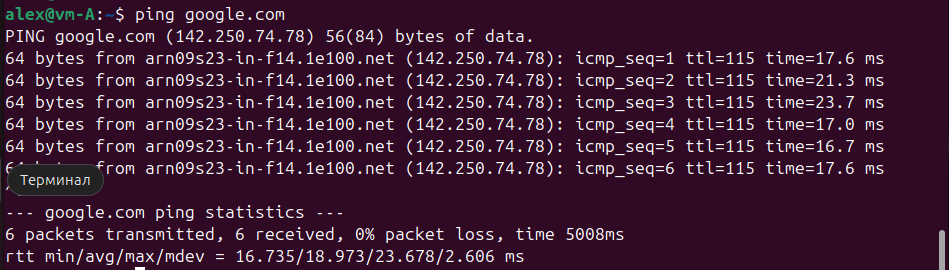 alex@vm-A:~$ ping google.com
PING google.com (142.250.74.78) 56(84) bytes of data.
64 bytes from arn09s23-in-f14.1e100.net (142.250.74.78): icmp_seq=1 ttl=115 time=17.6 ms
64 bytes from arn09s23-in-f14.1e100.net (142.250.74.78): icmp_seq=2 ttl=115 time=21.3 ms
64 bytes from arn09s23-in-f14.1e100.net (142.250.74.78): icmp_seq=3 ttl=115 time=23.7 ms
64 bytes from arn09s23-in-f14.1e100.net (142.250.74.78): icmp_seq=4 ttl=115 time=17.0 ms
64 bytes from arn09s23-in-f14.1e100.net (142.250.74.78): icmp_seq=5 ttl=115 time=16.7 ms
64 bytes from arn09s23-in-f14.1e100.net (142.250.74.78): icmp_seq=6 ttl=115 time=17.6 ms
Терминал
--- google.com ping statistics ---
6 packets transmitted, 6 received, 0% packet loss, time 5008ms
rtt min/avg/max/mdev = 16.735/18.973/23.678/2.606 ms